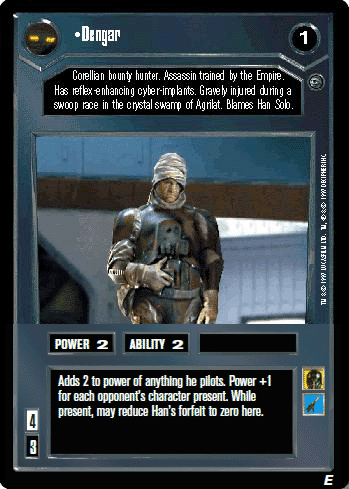 •Dengar
1
Corellian bounty hunter. Assassin trained by the Empire.
Has reflex-enhancing cyber-implants. Gravely injured during a
swoop race in the crystal swamp of Agrilat. Blames Han Solo.
POWER 2 ABILITY 2
Adds 2 to power of anything he pilots. Power +1
for each opponent's character present. While
present, may reduce Han's forfeit to zero here.
4
3
E